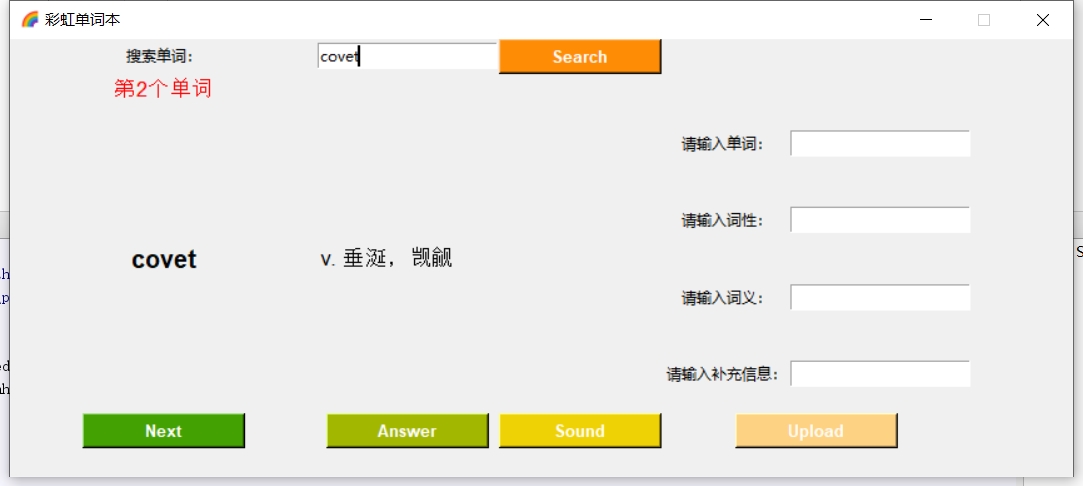 彩虹单词本
搜索单词： covet Search
第2个单词
请输入单词：
请输入词性：
covet v. 垂涎， 觊觎
请输入词义：
请输入补充信息：
Next Answer Sound Upload